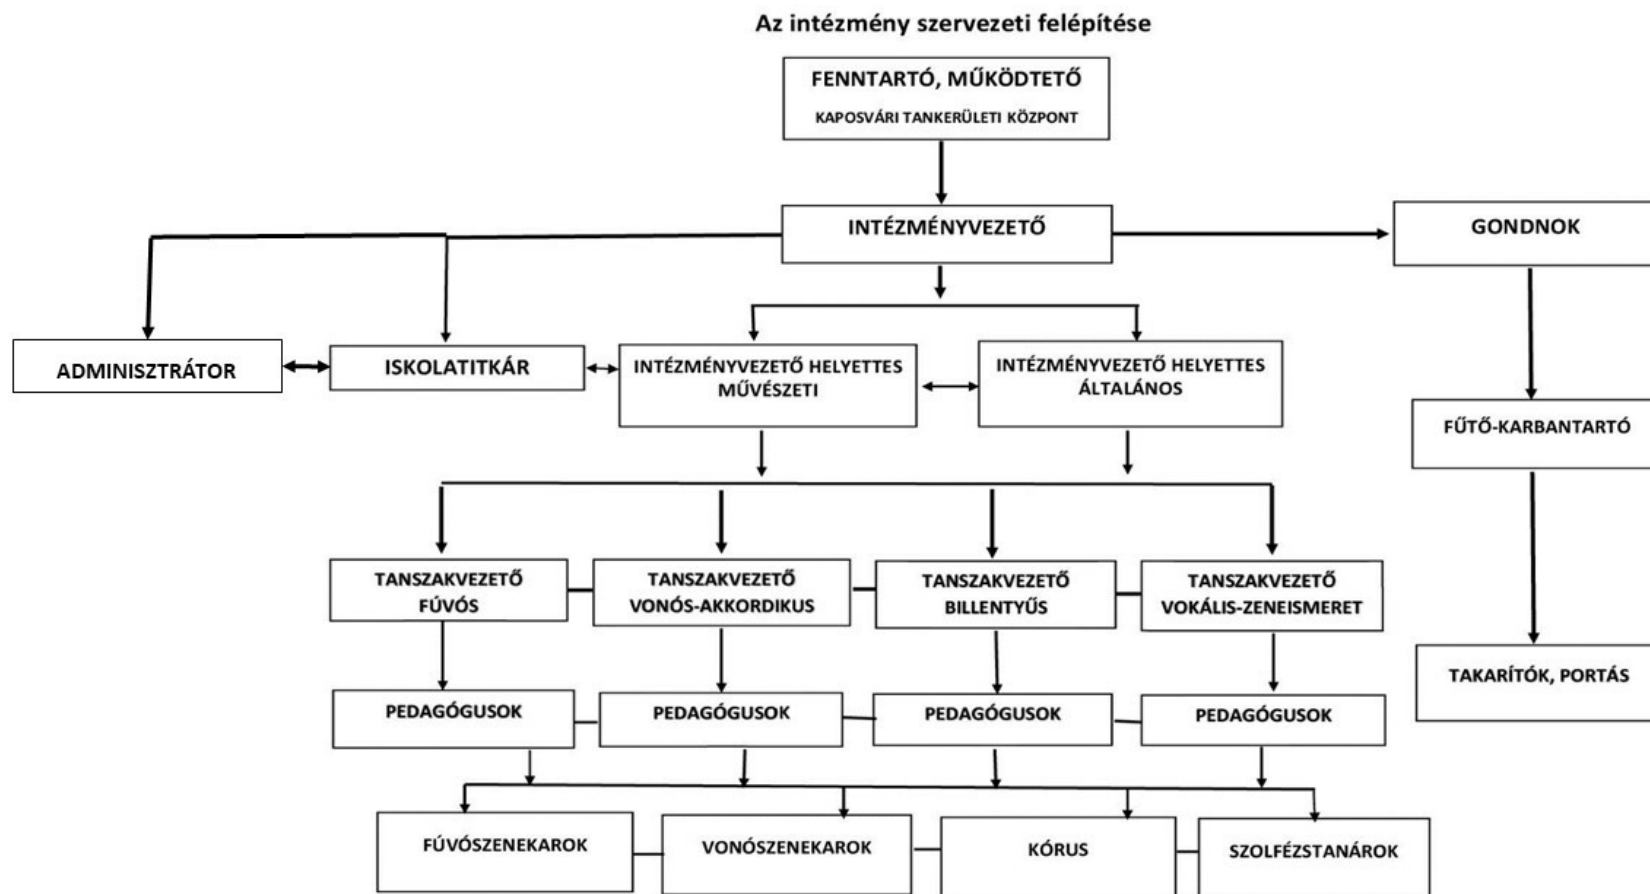 Az intézmény szervezeti felépítése
FENNTARTÓ, MŰKÖDTETŐ
KAPOSVÁRI TANKERÜLETI KÖZPONT
INTÉZMÉNYVEZETŐ
GONDNOK
ADMINISZTRÁTOR
ISKOLATITKÁR
INTÉZMÉNYVEZETŐ HELYETTES
MŰVÉSZETI
INTÉZMÉNYVEZETŐ HELYETTES
ÁLTALÁNOS
FŰTŐ-KARBANTARTÓ
TANSZAKVEZETŐ
FÚVÓS
TANSZAKVEZETŐ
VONÓS-AKKORDIKUS
TANSZAKVEZETŐ
BILLENTYŰS
TANSZAKVEZETŐ
VOKÁLIS-ZENEISMERET
TAKARÍTÓK, PORTÁS
PEDAGÓGUSOK
PEDAGÓGUSOK
PEDAGÓGUSOK
PEDAGÓGUSOK
FÚVÓSZENEKAROK
VONÓSZENEKAROK
KÓRUS
SZOLFÉZSTANÁROK